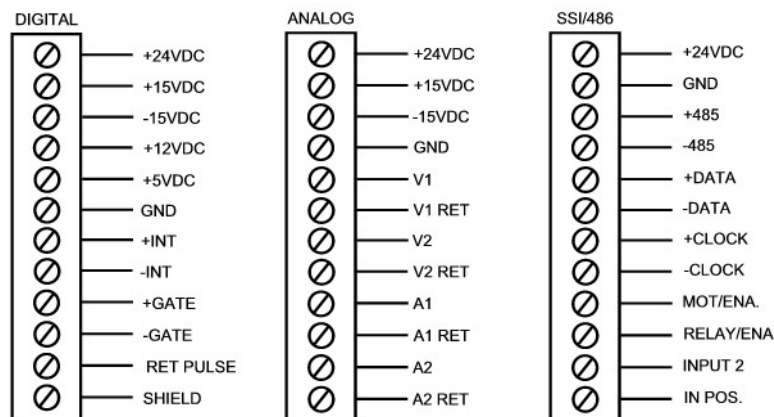 DIGITAL
+24VDC
+15VDC
-15VDC
+12VDC
+5VDC
GND
+INT
-INT
+GATE
-GATE
RET PULSE
SHIELD
ANALOG
+24VDC
+15VDC
-15VDC
GND
V1
V1 RET
V2
V2 RET
A1
A1 RET
A2
A2 RET
SSI/486
+24VDC
GND
+485
-485
+DATA
-DATA
+CLOCK
-CLOCK
MOT/ENA.
RELAY/ENA
INPUT 2
IN POS.